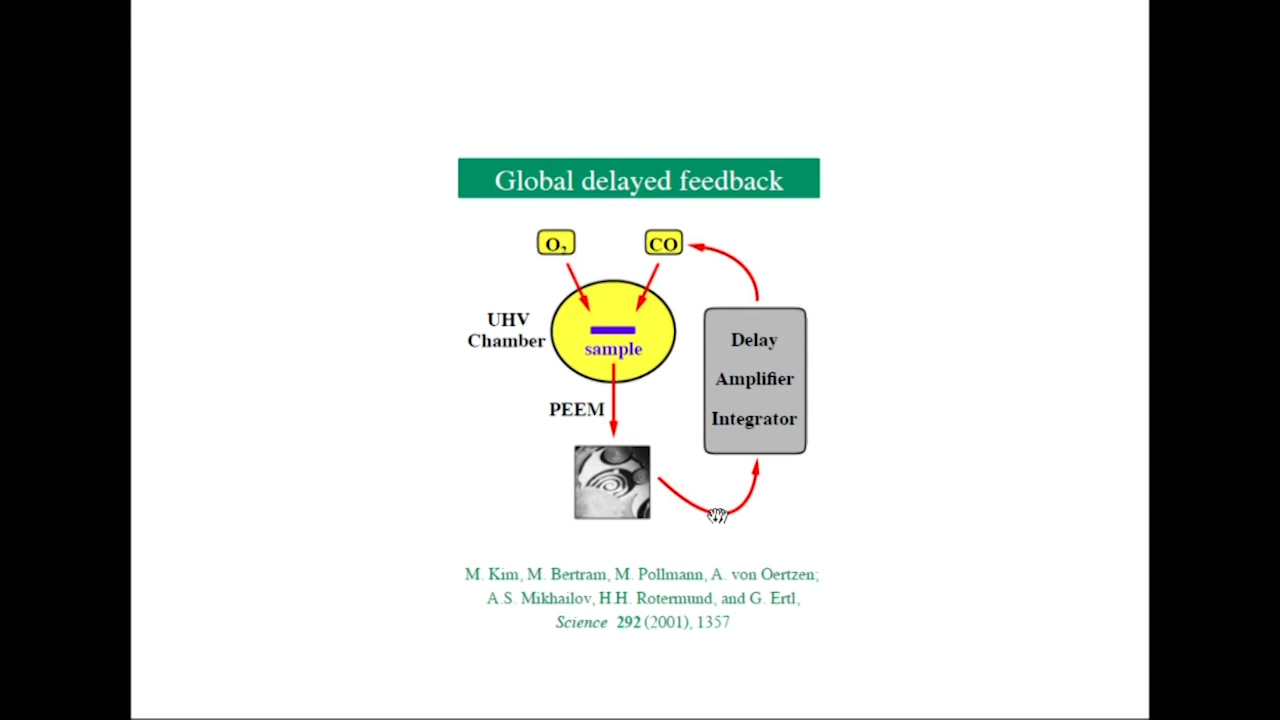 Global delayed feedback
O₂
CO
UHV
Chamber
sample
PEEM
Delay
Amplifier
Integrator
M. Kim, M. Bertram, M. Pollmann, A. von Oertzen;
A.S. Mikhailov, H.H. Rotermund, and G. Ertl,
Science 292 (2001), 1357